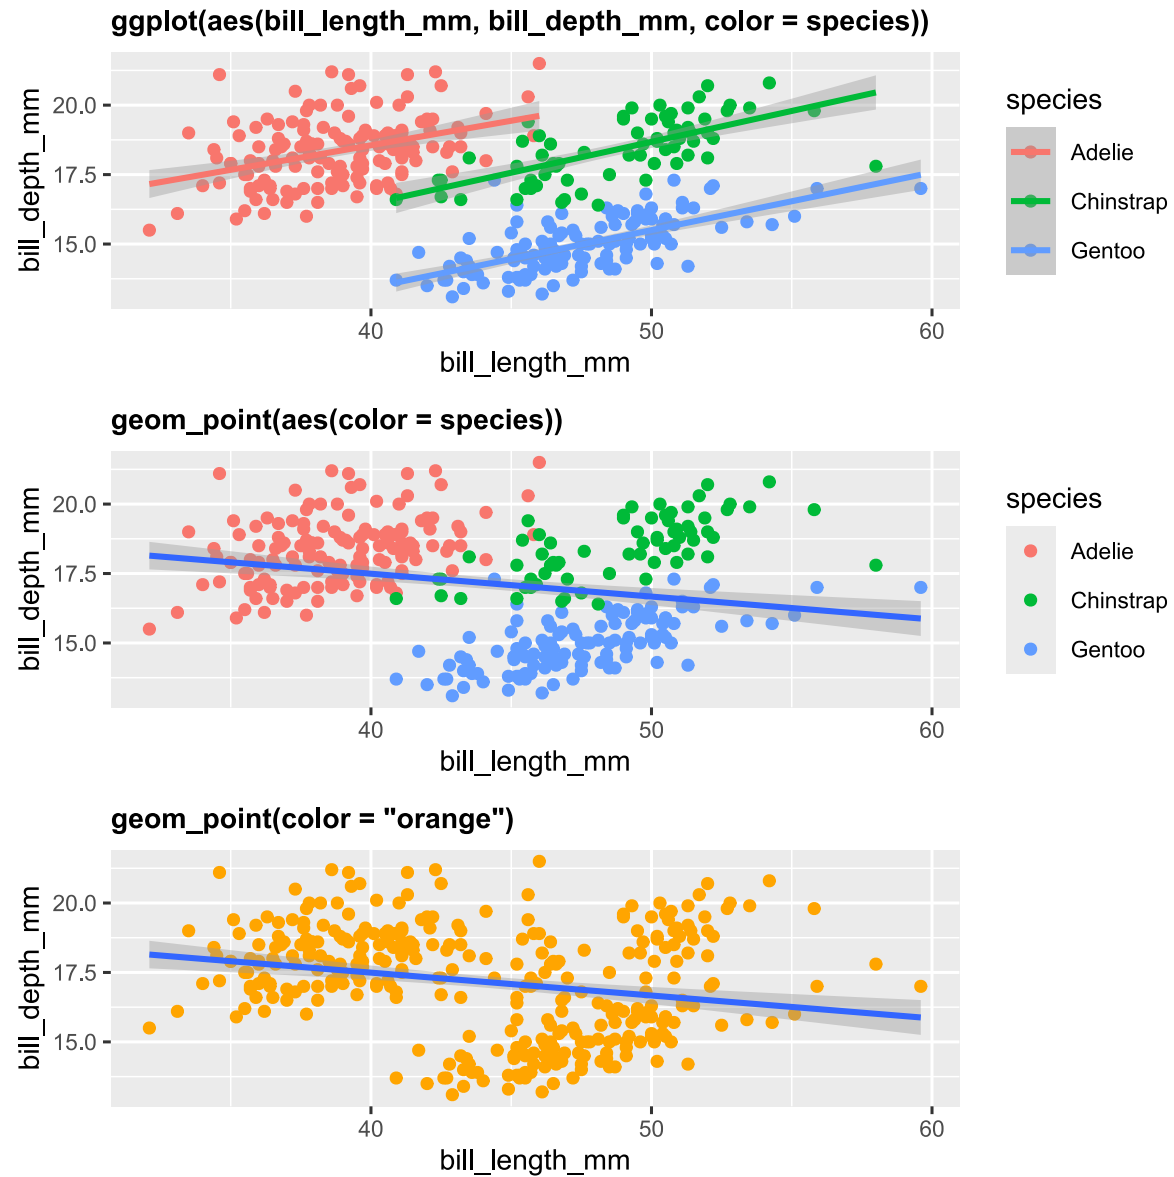 ggplot(aes(bill_length_mm, bill_depth_mm, color = species))
bill_depth_mm
20.0
17.5
15.0
40 50 60
bill_length_mm
species
Adelie
Chinstrap
Gentoo
geom_point(aes(color = species))
bill_depth_mm
20.0
17.5
15.0
40 50 60
bill_length_mm
species
Adelie
Chinstrap
Gentoo
geom_point(color = "orange")
bill_depth_mm
20.0
17.5
15.0
40 50 60
bill_length_mm